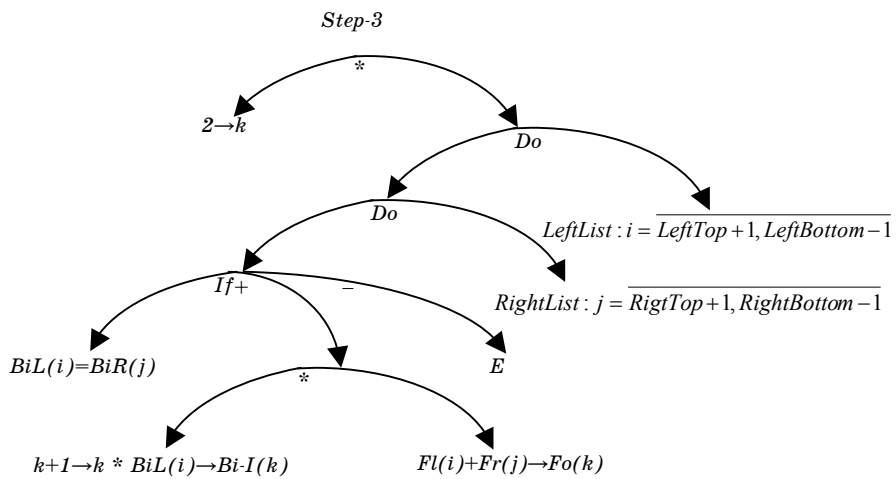 Step-3
*
2→k
Do
Do
LeftList : i = LeftTop+1, LeftBottom−1
If+
−
RightList : j = RigtTop+1, RightBottom−1
BiL(i)=BiR(j)
*
E
k+1→k * BiL(i)→Bi-I(k)
Fl(i)+Fr(j)→Fo(k)